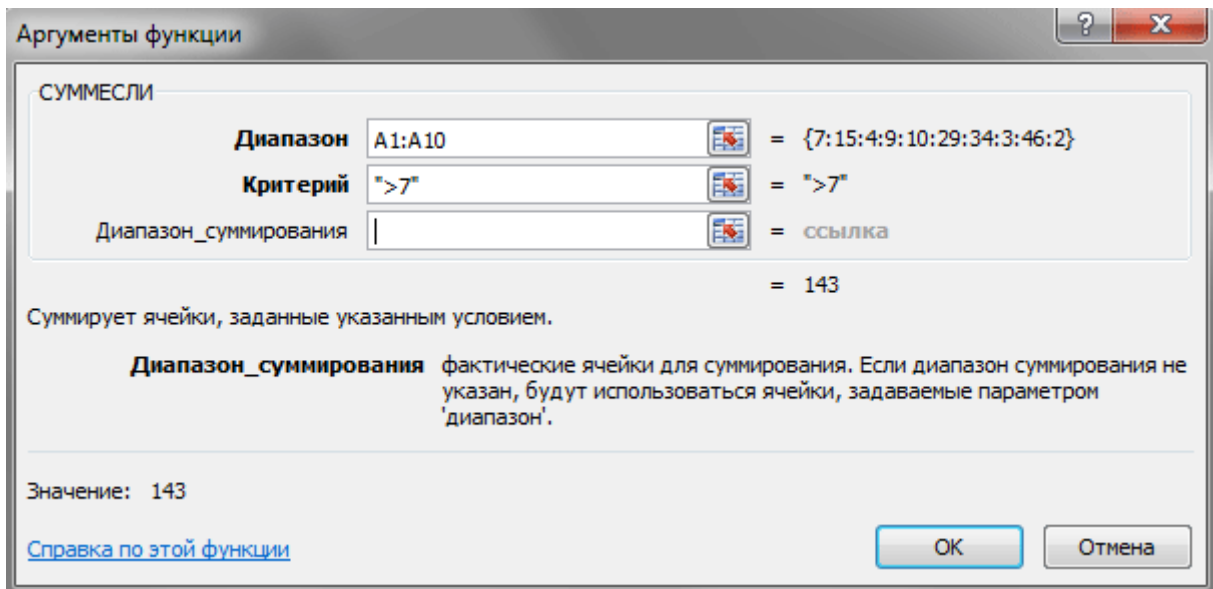 Аргументы функции
СУММЕСЛИ
Диапазон A1:A10 = {7:15:4:9:10:29:34:3:46:2}
Критерий ">7" = ">7"
Диапазон_суммирования = ссылка
= 143
Суммирует ячейки, заданные указанным условием.
Диапазон_суммирования фактические ячейки для суммирования. Если диапазон суммирования не
указан, будут использоваться ячейки, задаваемые параметром
'диапазон'.
Значение: 143
Справка по этой функции ОК Отмена